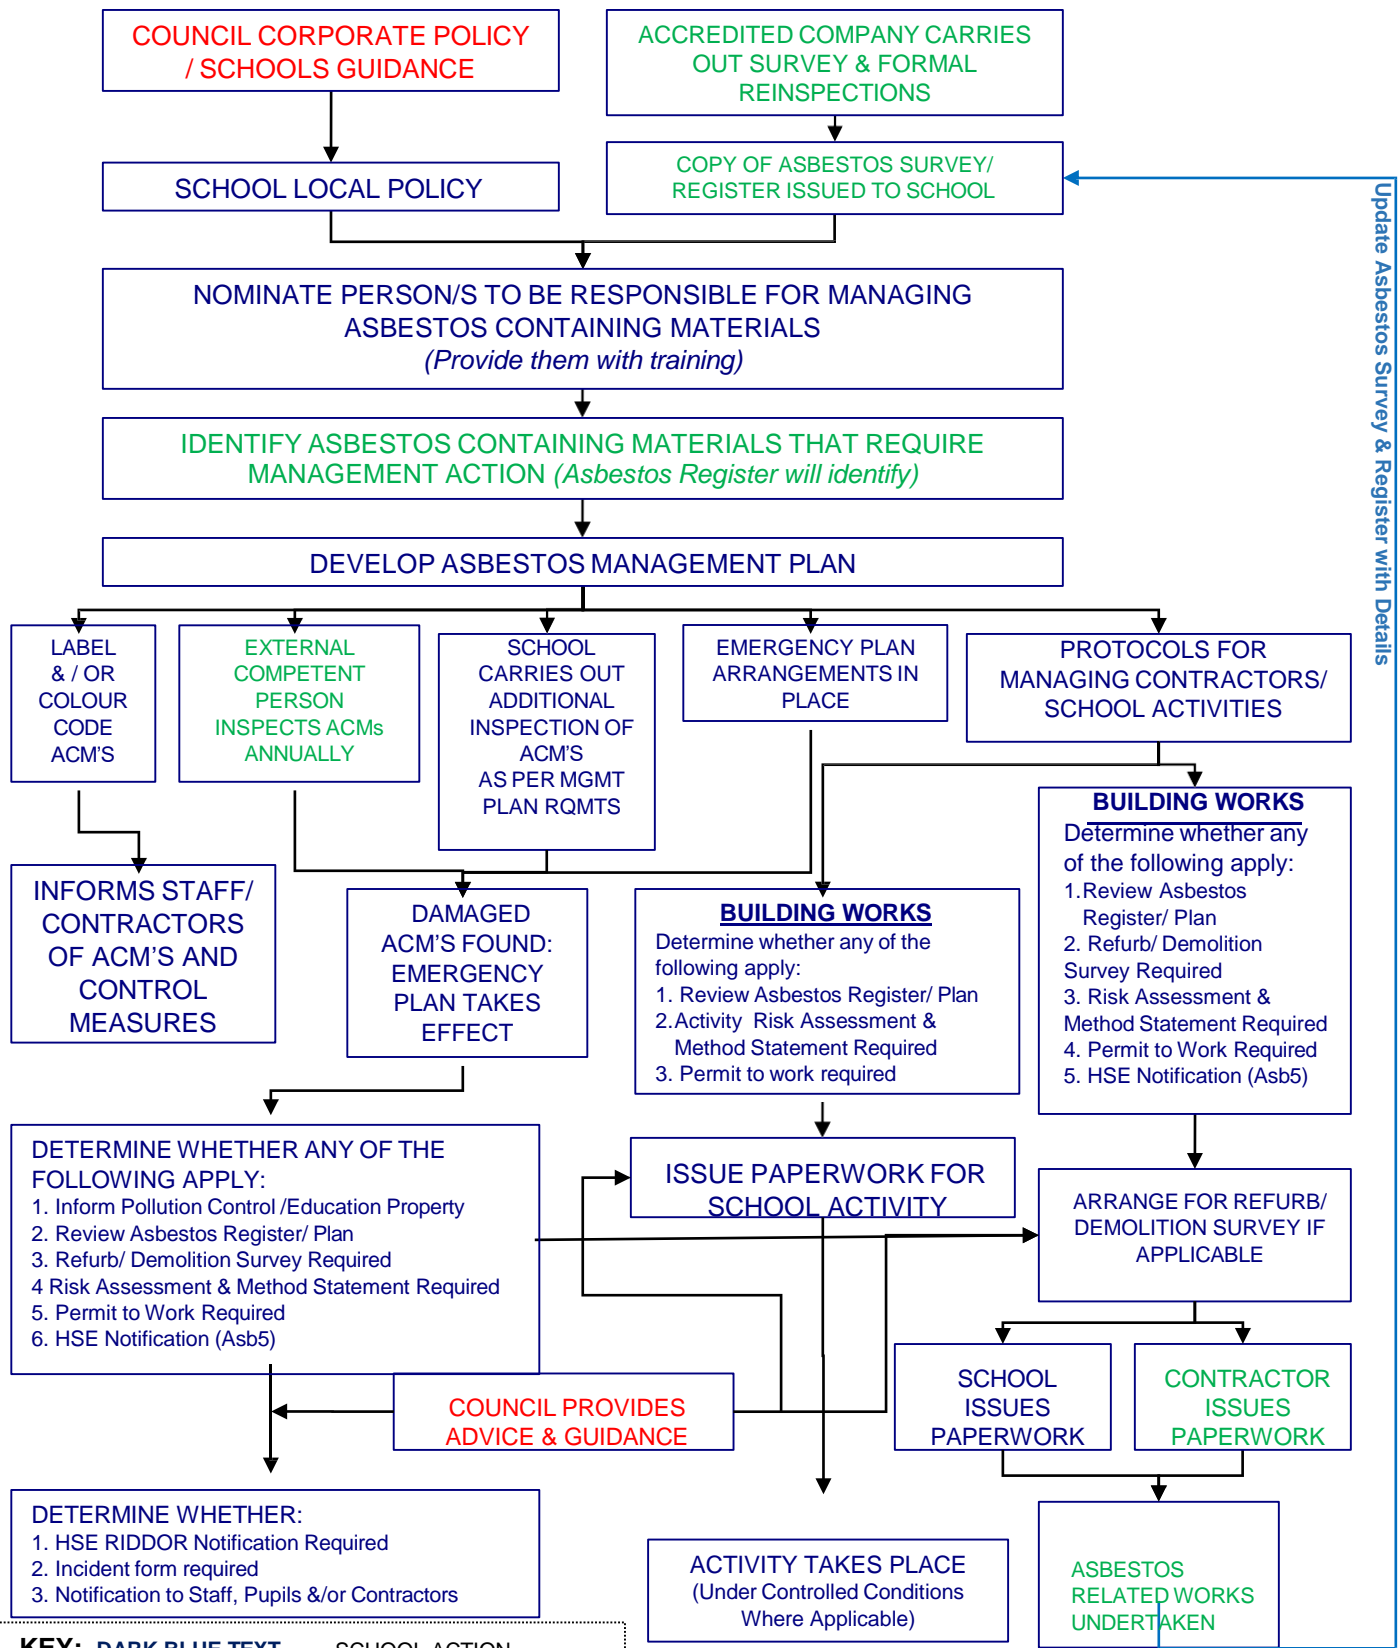 COUNCIL CORPORATE POLICY
/ SCHOOLS GUIDANCE
ACCREDITED COMPANY CARRIES
OUT SURVEY & FORMAL
REINSPECTIONS
SCHOOL LOCAL POLICY
COPY OF ASBESTOS SURVEY/
REGISTER ISSUED TO SCHOOL
Update Asbestos Survey & Register with Details
NOMINATE PERSON/S TO BE RESPONSIBLE FOR MANAGING
ASBESTOS CONTAINING MATERIALS
(Provide them with training)
IDENTIFY ASBESTOS CONTAINING MATERIALS THAT REQUIRE
MANAGEMENT ACTION (Asbestos Register will identify)
DEVELOP ASBESTOS MANAGEMENT PLAN
LABEL
& / OR
COLOUR
CODE
ACM'S
EXTERNAL
COMPETENT
PERSON
INSPECTS ACMs
ANNUALLY
SCHOOL
CARRIES OUT
ADDITIONAL
INSPECTION OF
ACM'S
AS PER MGMT
PLAN RQMTS
EMERGENCY PLAN
ARRANGEMENTS IN
PLACE
PROTOCOLS FOR
MANAGING CONTRACTORS/
SCHOOL ACTIVITIES
INFORMS STAFF/
CONTRACTORS
OF ACM'S AND
CONTROL
MEASURES
DAMAGED
ACM'S FOUND:
EMERGENCY
PLAN TAKES
EFFECT
BUILDING WORKS
Determine whether any of the
following apply:
1. Review Asbestos Register/ Plan
2.Activity Risk Assessment &
Method Statement Required
3. Permit to work required
BUILDING WORKS
Determine whether any
of the following apply:
1.Review Asbestos
Register/ Plan
2. Refurb/ Demolition
Survey Required
3. Risk Assessment &
Method Statement Required
4. Permit to Work Required
5. HSE Notification (Asb5)
DETERMINE WHETHER ANY OF THE
FOLLOWING APPLY:
1. Inform Pollution Control /Education Property
2. Review Asbestos Register/ Plan
3. Refurb/ Demolition Survey Required
4 Risk Assessment & Method Statement Required
5. Permit to Work Required
6. HSE Notification (Asb5)
ISSUE PAPERWORK FOR
SCHOOL ACTIVITY
ARRANGE FOR REFURB/
DEMOLITION SURVEY IF
APPLICABLE
COUNCIL PROVIDES
ADVICE & GUIDANCE
SCHOOL
ISSUES
PAPERWORK
CONTRACTOR
ISSUES
PAPERWORK
DETERMINE WHETHER:
1. HSE RIDDOR Notification Required
2. Incident form required
3. Notification to Staff, Pupils &/or Contractors
ACTIVITY TAKES PLACE
(Under Controlled Conditions
Where Applicable)
ASBESTOS
RELATED WORKS
UNDERTAKEN
KEY: DARK BLUE TEXT SCHOOL ACTION